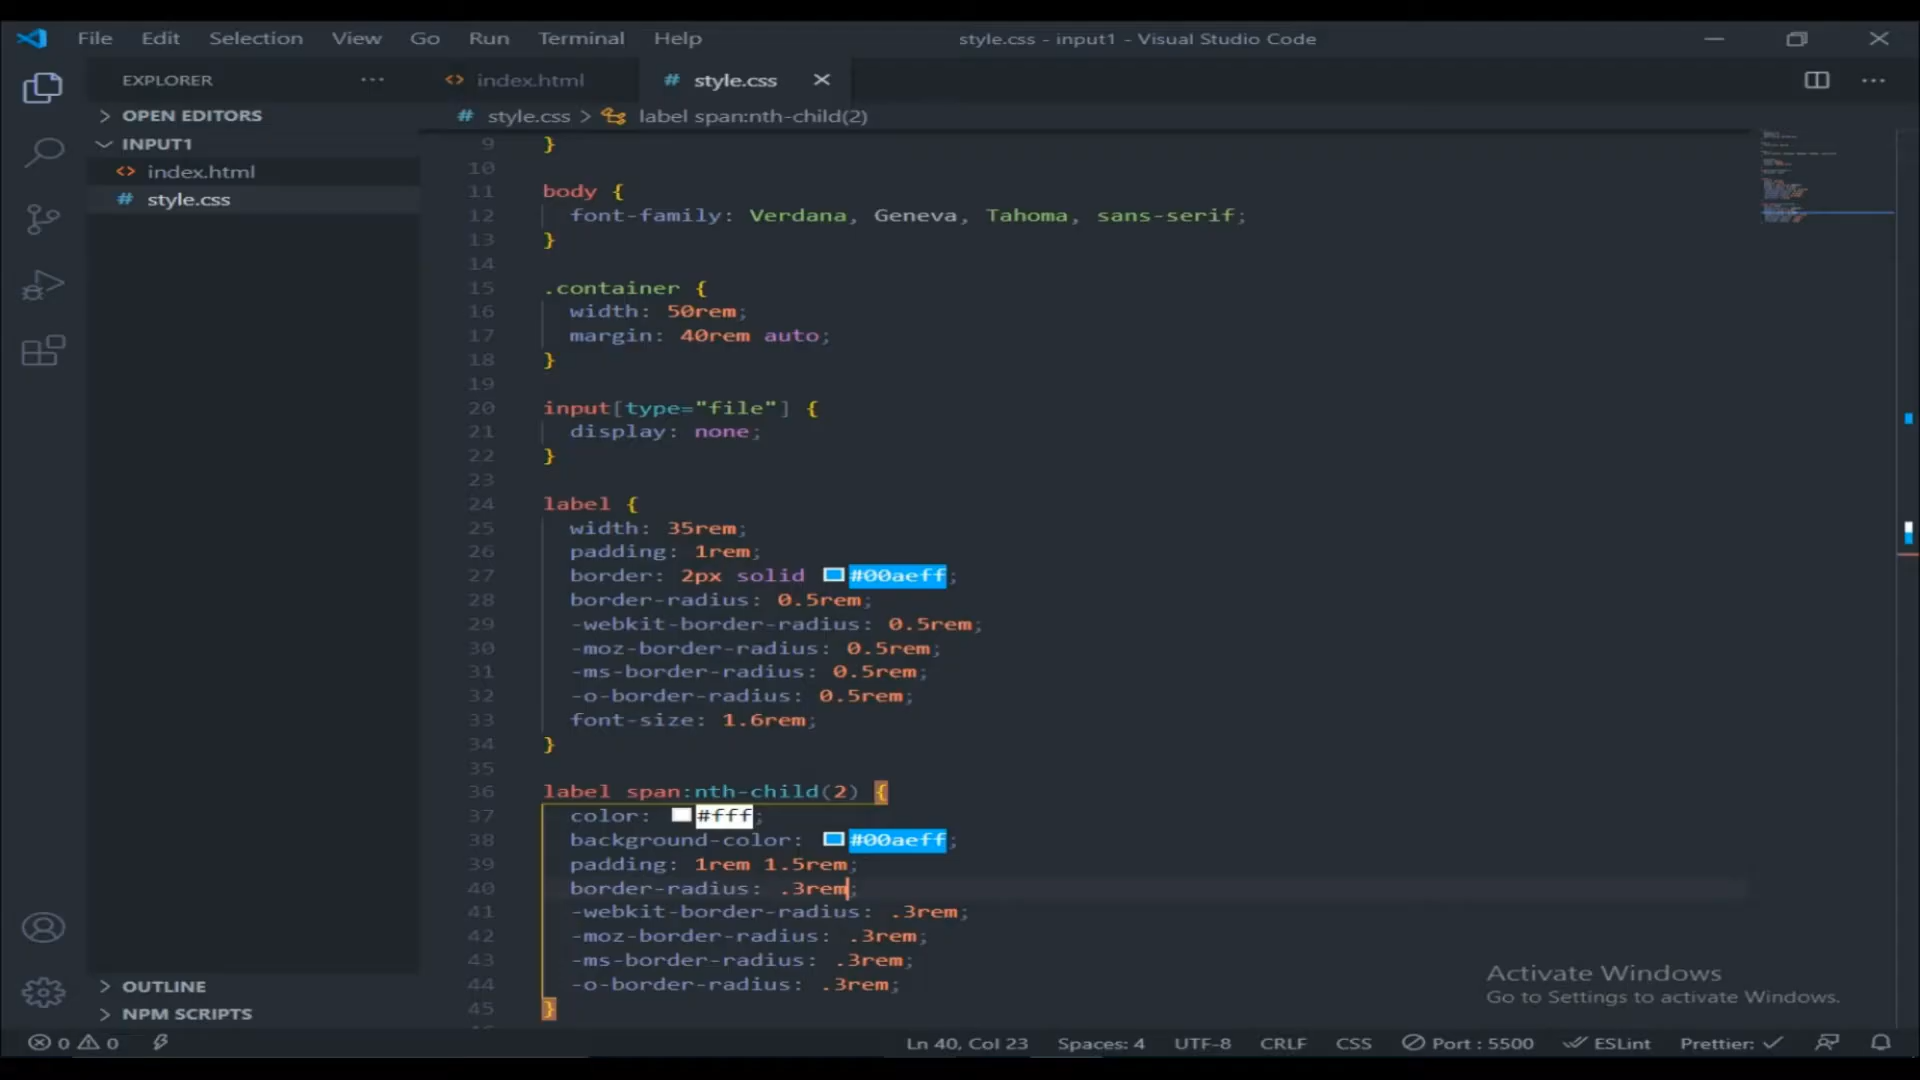 File Edit Selection View Go Run Terminal Help style.css - input1 - Visual Studio Code
EXPLORER ··· <> index.html # style.css ×
> OPEN EDITORS # style.css > label span:nth-child(2)
INPUT1
<> index.html
# style.css
9 }
10
11 body {
12 font-family: Verdana, Geneva, Tahoma, sans-serif;
13 }
14
15 .container {
16 width: 50rem;
17 margin: 40rem auto;
18 }
19
20 input[type="file"] {
21 display: none;
22 }
23
24 label {
25 width: 35rem;
26 padding: 1rem;
27 border: 2px solid #00aeff;
28 border-radius: 0.5rem;
29 -webkit-border-radius: 0.5rem;
30 -moz-border-radius: 0.5rem;
31 -ms-border-radius: 0.5rem;
32 -o-border-radius: 0.5rem;
33 font-size: 1.6rem;
34 }
35
36 label span:nth-child(2) {
37 color: #fff;
38 background-color: #00aeff;
39 padding: 1rem 1.5rem;
40 border-radius: .3rem;
41 -webkit-border-radius: .3rem;
42 -moz-border-radius: .3rem;
43 -ms-border-radius: .3rem;
44 -o-border-radius: .3rem;
45 }
> OUTLINE
> NPM SCRIPTS
Activate Windows
Go to Settings to activate Windows.
0 0 Ln 40, Col 23 Spaces: 4 UTF-8 CRLF CSS Port : 5500 ESLint Prettier: ✓